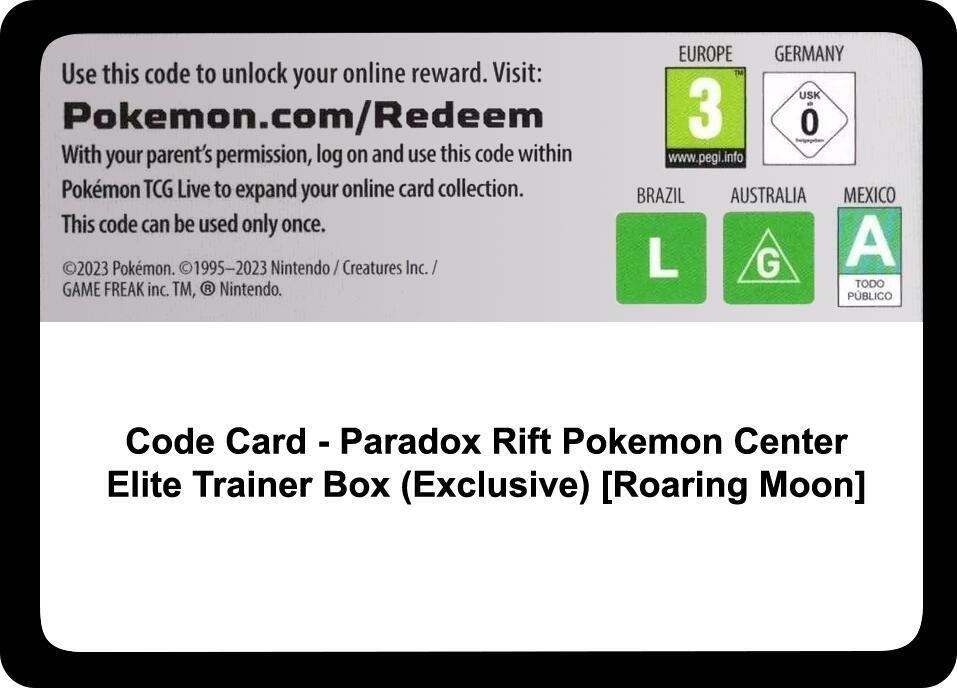 Use this code to unlock your online reward. Visit:
Pokemon.com/Redeem
With your parent's permission, log on and use this code within
Pokémon TCG Live to expand your online card collection.
This code can be used only once.
©2023 Pokémon. ©1995–2023 Nintendo / Creatures Inc. /
GAME FREAK inc. TM, ® Nintendo.
EUROPE
3
TM
www.pegi.info
GERMANY
USK
ab
0
freigegeben
BRAZIL
L
AUSTRALIA
G
MEXICO
A
TODO
PÚBLICO
Code Card - Paradox Rift Pokemon Center
Elite Trainer Box (Exclusive) [Roaring Moon]